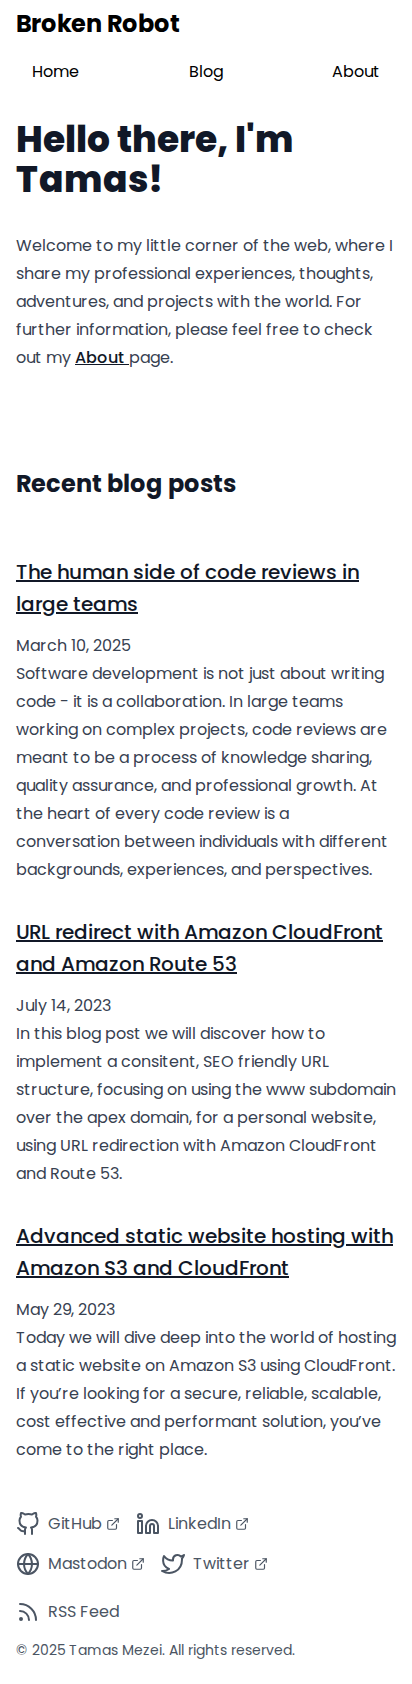 Broken Robot
Home Blog About
Hello there, I'm
Tamas!
Welcome to my little corner of the web, where I
share my professional experiences, thoughts,
adventures, and projects with the world. For
further information, please feel free to check
out my About page.
Recent blog posts
The human side of code reviews in
large teams
March 10, 2025
Software development is not just about writing
code - it is a collaboration. In large teams
working on complex projects, code reviews are
meant to be a process of knowledge sharing,
quality assurance, and professional growth. At
the heart of every code review is a
conversation between individuals with different
backgrounds, experiences, and perspectives.
URL redirect with Amazon CloudFront
and Amazon Route 53
July 14, 2023
In this blog post we will discover how to
implement a consitent, SEO friendly URL
structure, focusing on using the www subdomain
over the apex domain, for a personal website,
using URL redirection with Amazon CloudFront
and Route 53.
Advanced static website hosting with
Amazon S3 and CloudFront
May 29, 2023
Today we will dive deep into the world of hosting
a static website on Amazon S3 using CloudFront.
If you’re looking for a secure, reliable, scalable,
cost effective and performant solution, you’ve
come to the right place.
GitHub LinkedIn
Mastodon Twitter
RSS Feed
© 2025 Tamas Mezei. All rights reserved.